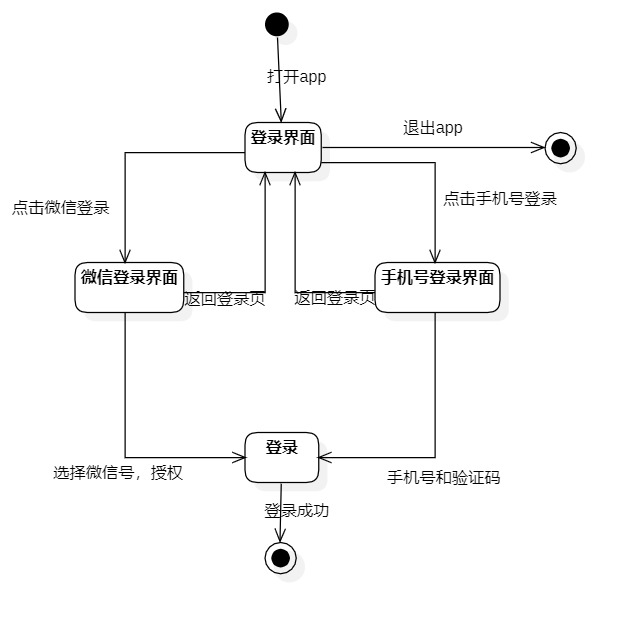 打开app
登录界面
退出app
点击微信登录
点击手机号登录
微信登录界面
手机号登录界面
返回登录页
返回登录页
登录
选择微信号，授权
手机号和验证码
登录成功